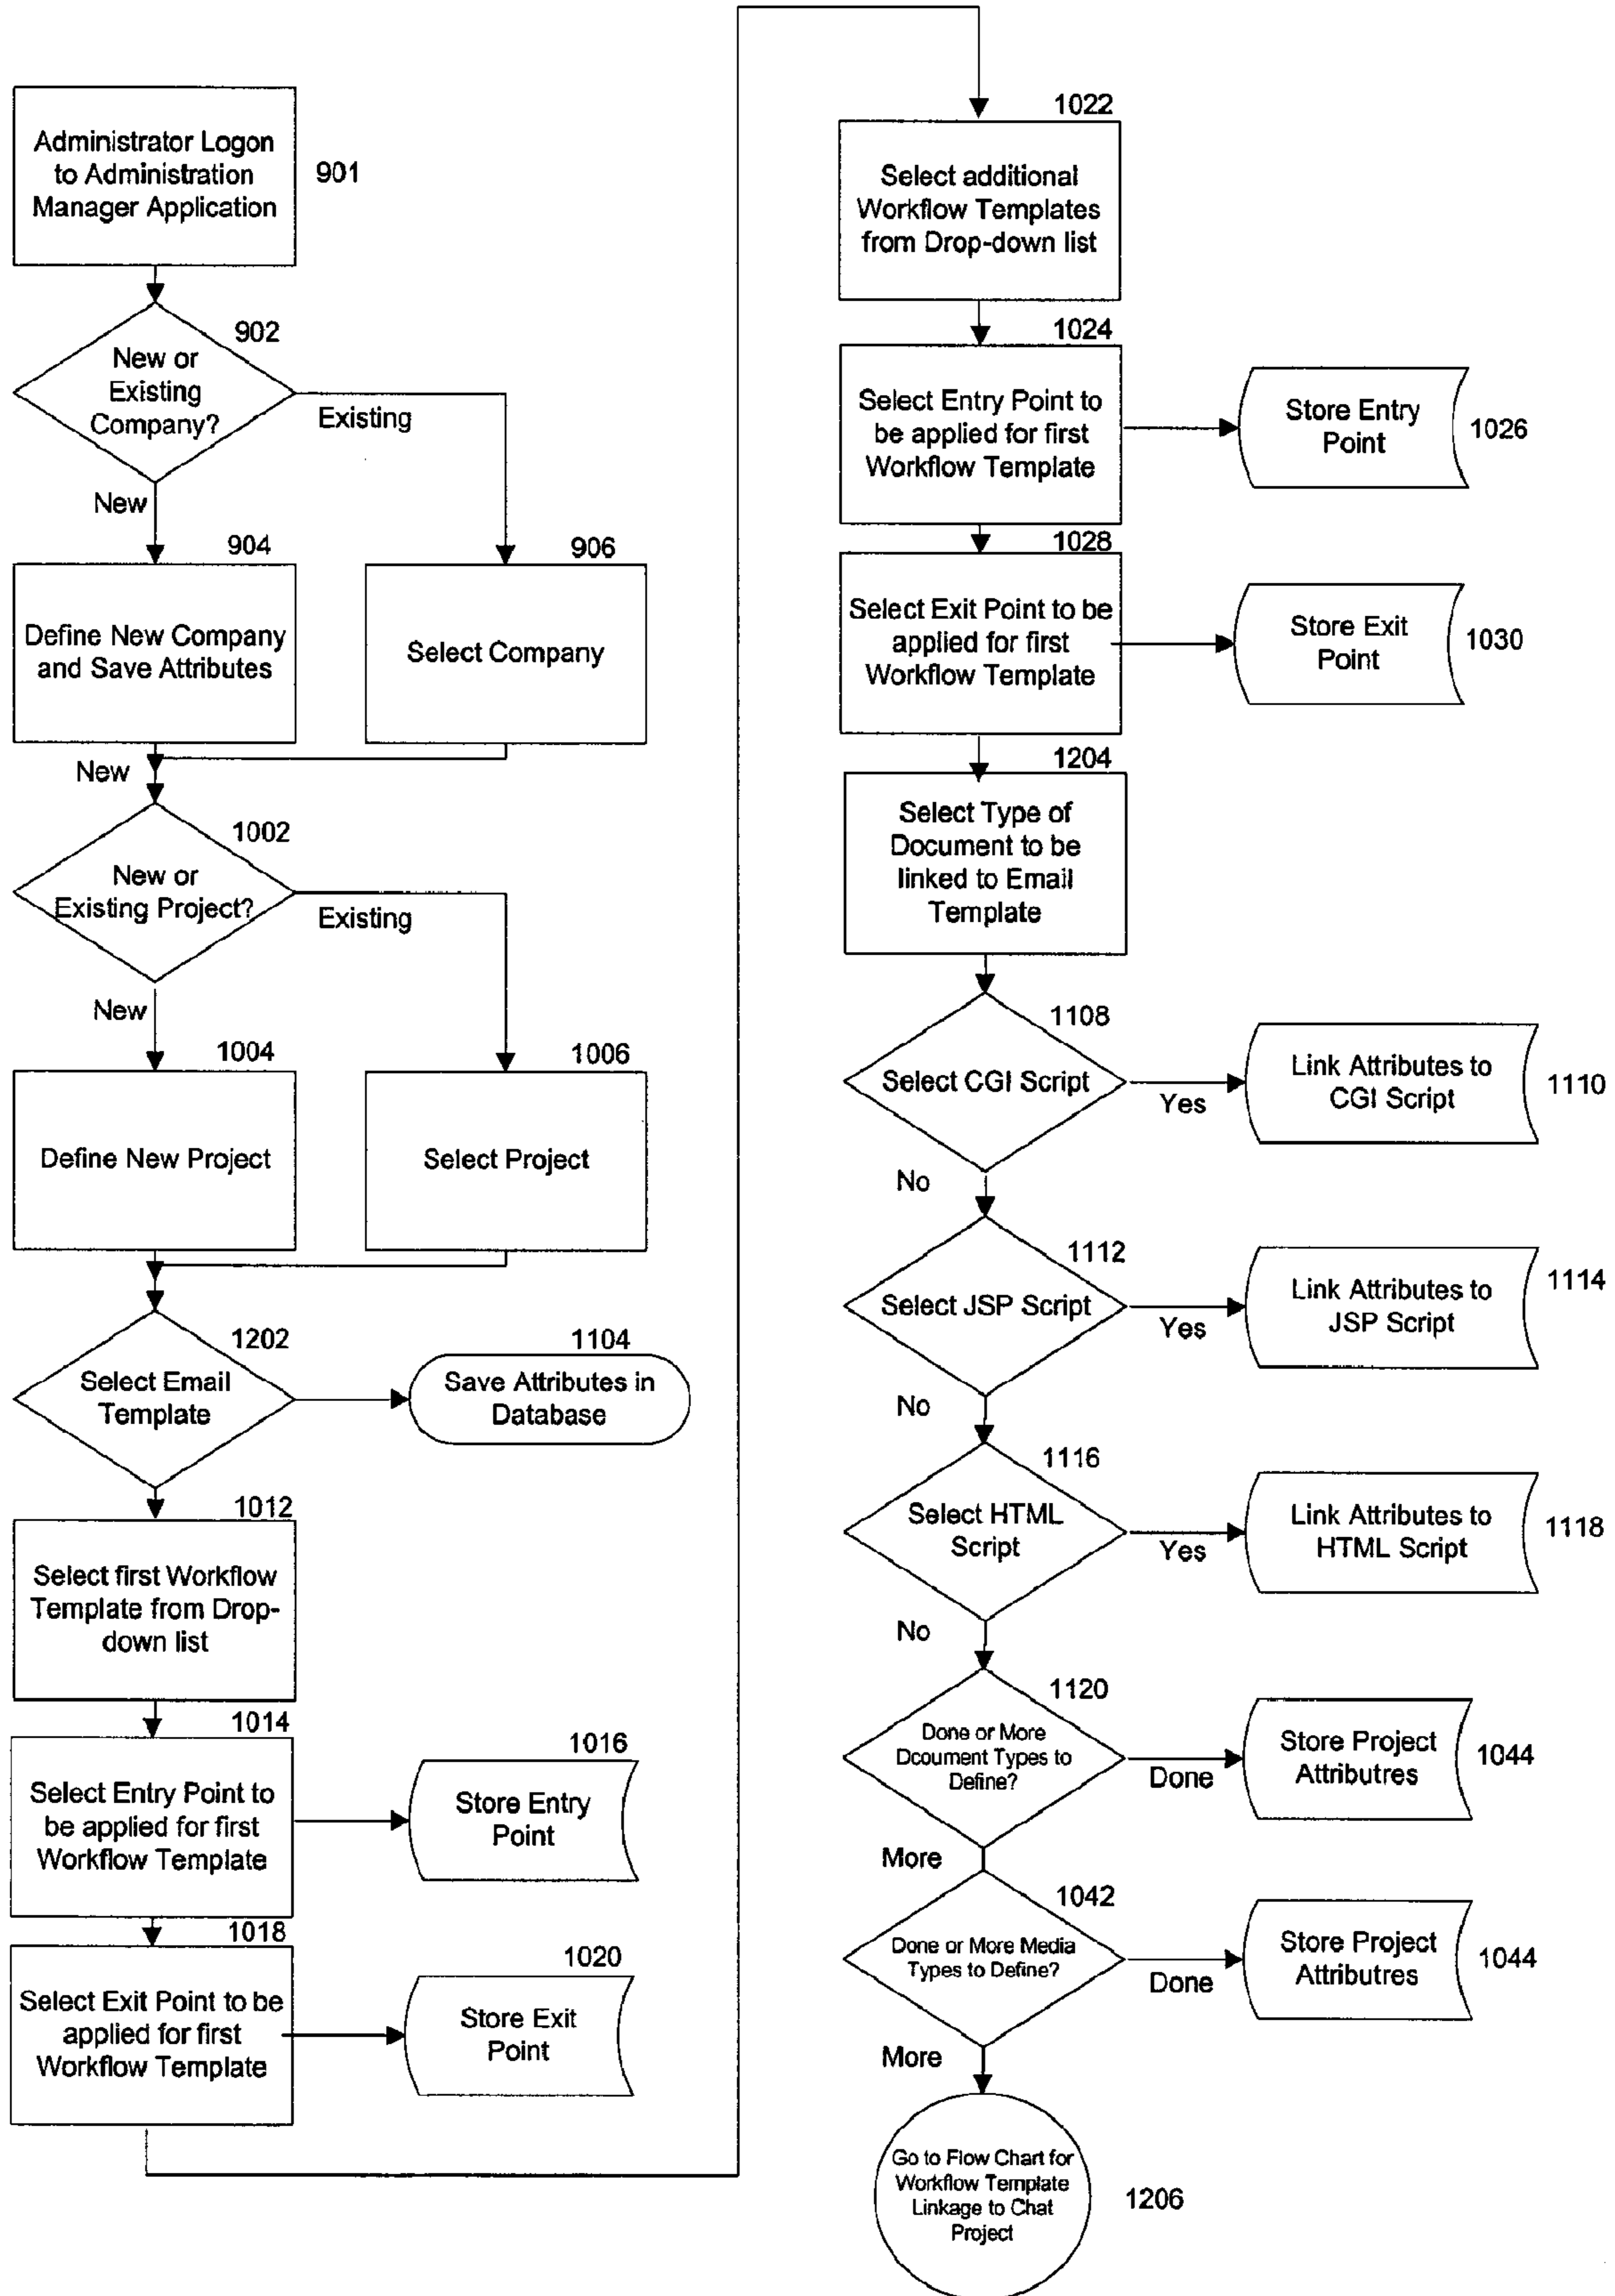 Administrator Logon
to Administration
Manager Application
901
902
New or
Existing
Company?
Existing
New
904
Define New Company
and Save Attributes
906
Select Company
New
1002
New or
Existing Project?
Existing
New
1004
Define New Project
1006
Select Project
1202
Select Email
Template
1104
Save Attributes in
Database
1012
Select first Workflow
Template from Drop-
down list
1014
Select Entry Point to
be applied for first
Workflow Template
1016
Store Entry
Point
1018
Select Exit Point to be
applied for first
Workflow Template
1020
Store Exit
Point
1022
Select additional
Workflow Templates
from Drop-down list
1024
Select Entry Point to
be applied for first
Workflow Template
Store Entry
Point
1026
1028
Select Exit Point to be
applied for first
Workflow Template
Store Exit
Point
1030
1204
Select Type of
Document to be
linked to Email
Template
1108
Select CGI Script
Yes
Link Attributes to
CGI Script
1110
No
1112
Select JSP Script
Yes
Link Attributes to
JSP Script
1114
No
1116
Select HTML
Script
Yes
Link Attributes to
HTML Script
1118
No
1120
Done or More
Dcoument Types to
Define?
Done
Store Project
Attributres
1044
More
1042
Done or More Media
Types to Define?
Done
Store Project
Attributres
1044
More
Go to Flow Chart for
Workflow Template
Linkage to Chat
Project
1206